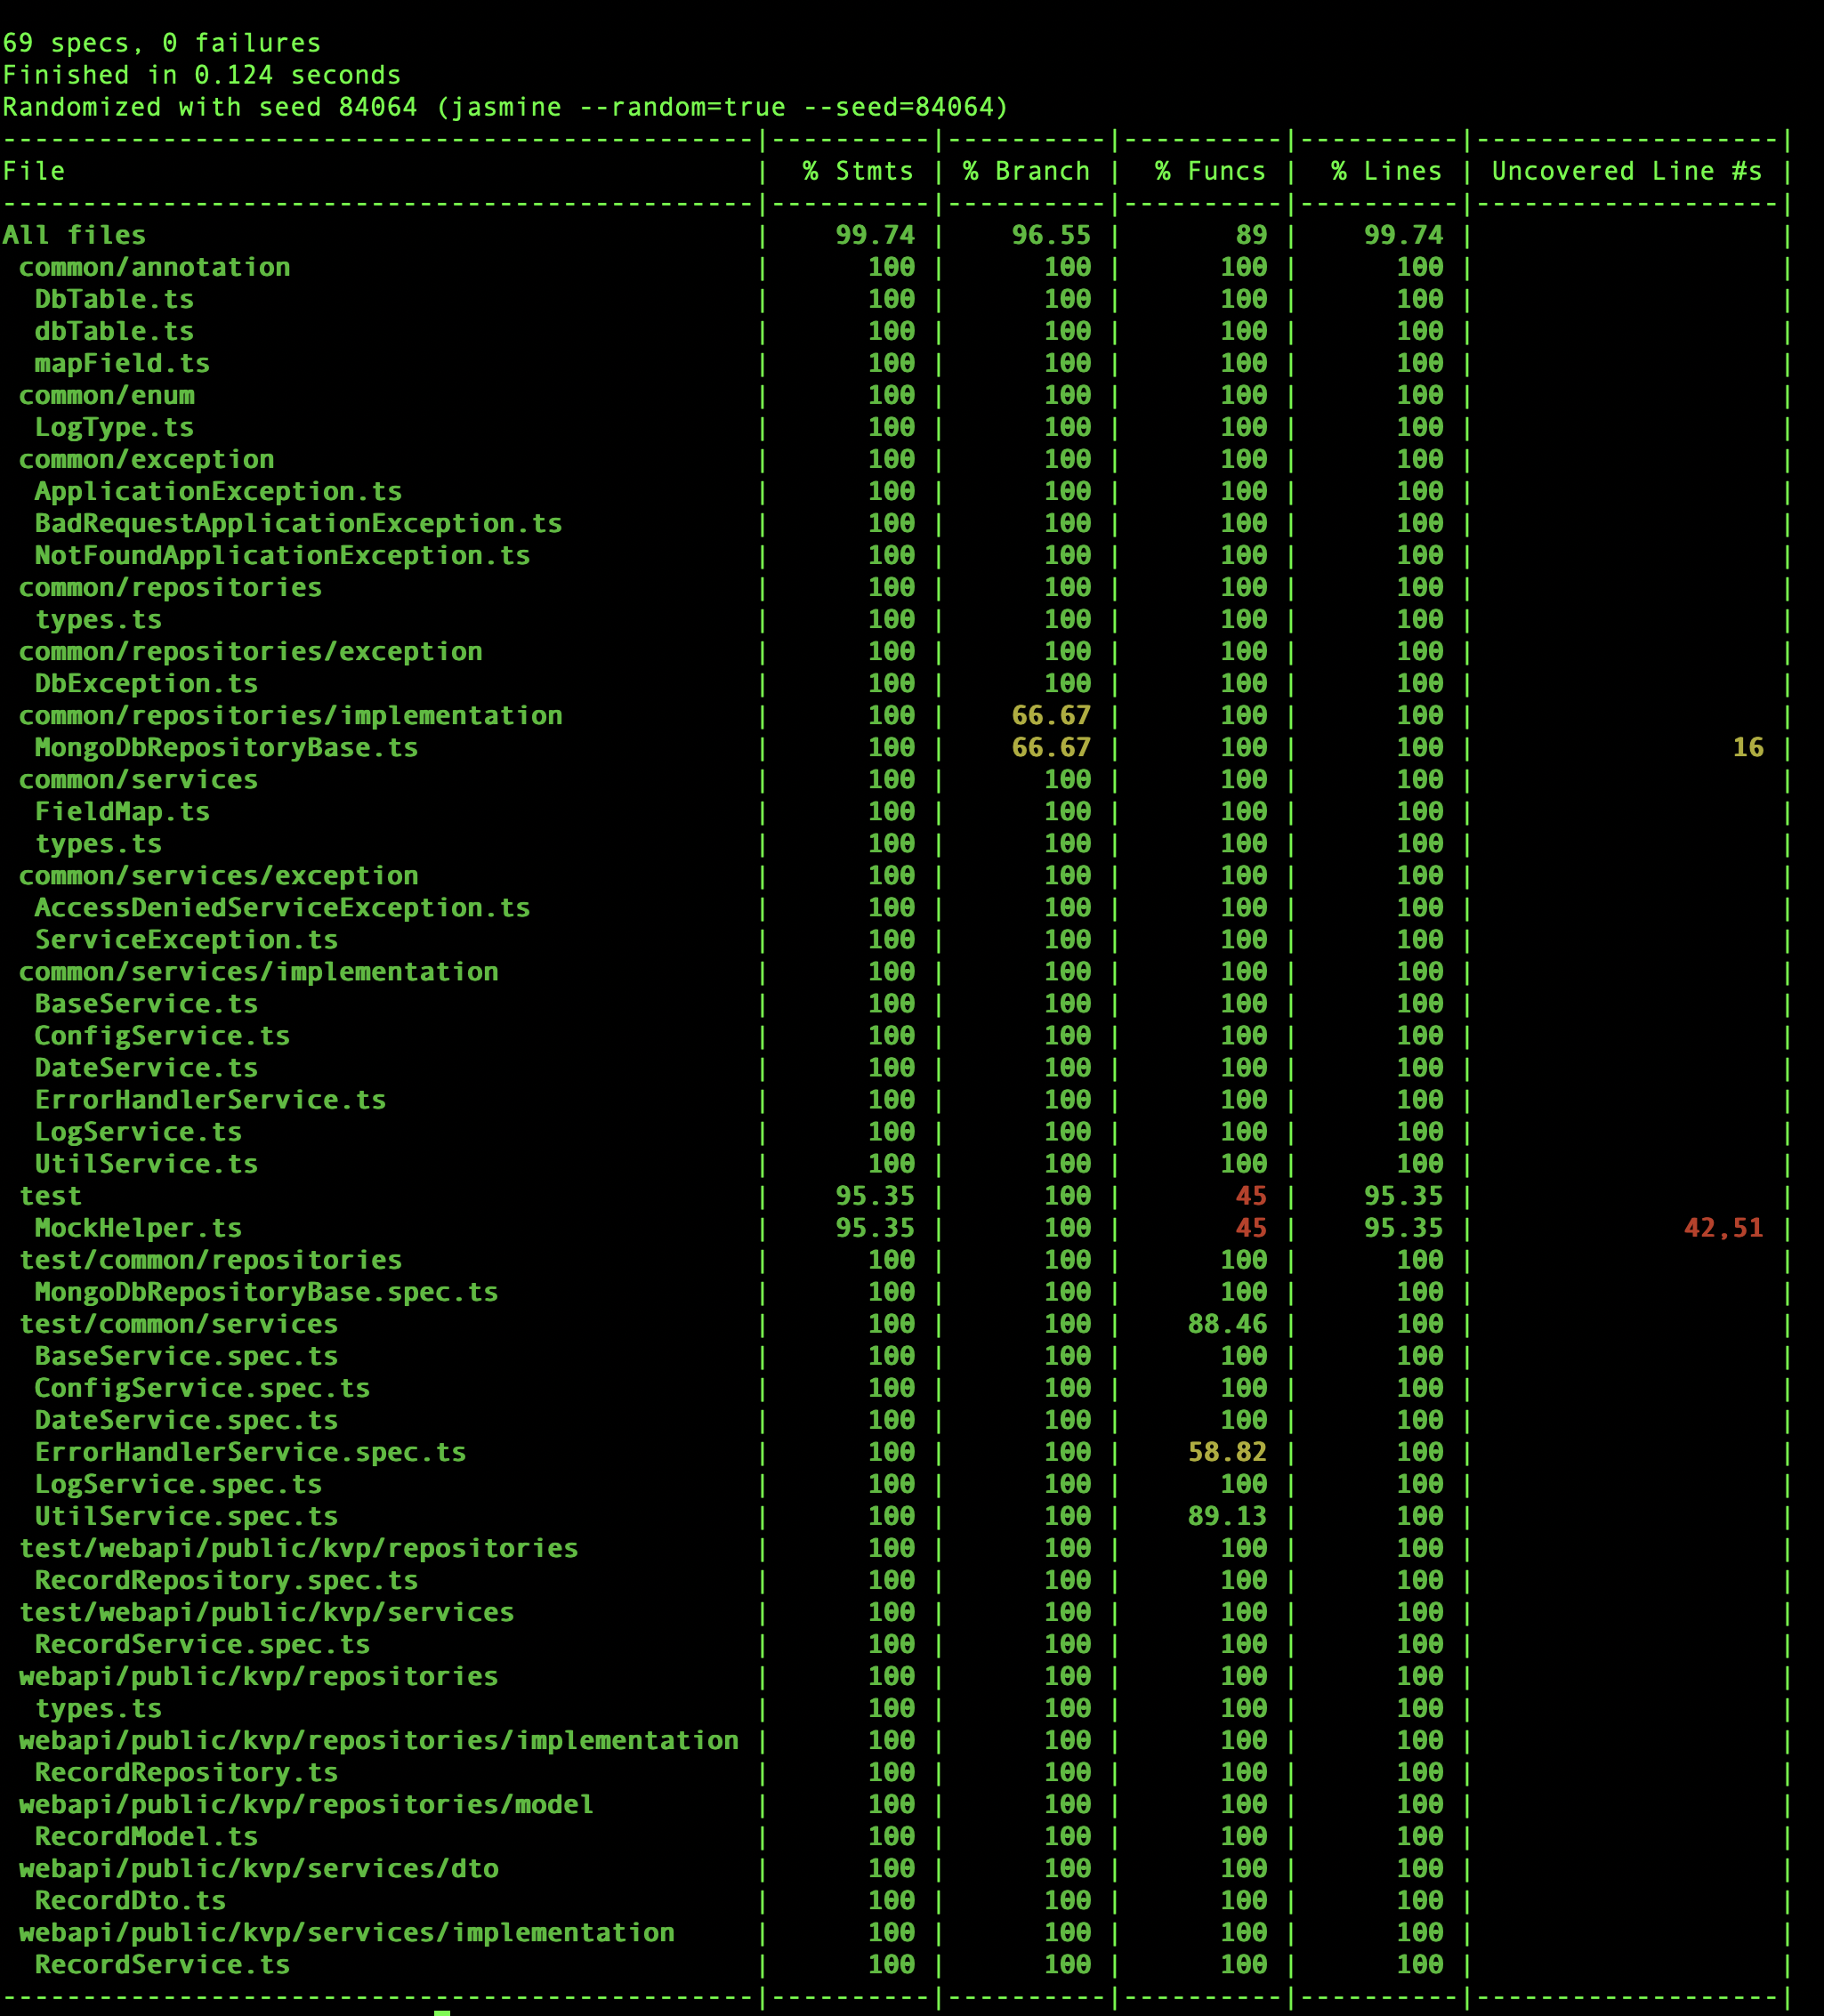 69 specs, 0 failures
Finished in 0.124 seconds
Randomized with seed 84064 (jasmine --random=true --seed=84064)
-----------------------------------------------|----------|----------|----------|----------|-------------------|
File                                           |  % Stmts | % Branch |  % Funcs |  % Lines | Uncovered Line #s |
-----------------------------------------------|----------|----------|----------|----------|-------------------|
All files                                      |    99.74 |    96.55 |       89 |    99.74 |                   |
 common/annotation                             |      100 |      100 |      100 |      100 |                   |
  DbTable.ts                                   |      100 |      100 |      100 |      100 |                   |
  dbTable.ts                                   |      100 |      100 |      100 |      100 |                   |
  mapField.ts                                  |      100 |      100 |      100 |      100 |                   |
 common/enum                                   |      100 |      100 |      100 |      100 |                   |
  LogType.ts                                   |      100 |      100 |      100 |      100 |                   |
 common/exception                              |      100 |      100 |      100 |      100 |                   |
  ApplicationException.ts                      |      100 |      100 |      100 |      100 |                   |
  BadRequestApplicationException.ts            |      100 |      100 |      100 |      100 |                   |
  NotFoundApplicationException.ts              |      100 |      100 |      100 |      100 |                   |
 common/repositories                           |      100 |      100 |      100 |      100 |                   |
  types.ts                                     |      100 |      100 |      100 |      100 |                   |
 common/repositories/exception                 |      100 |      100 |      100 |      100 |                   |
  DbException.ts                               |      100 |      100 |      100 |      100 |                   |
 common/repositories/implementation            |      100 |    66.67 |      100 |      100 |                   |
  MongoDbRepositoryBase.ts                     |      100 |    66.67 |      100 |      100 |                16 |
 common/services                               |      100 |      100 |      100 |      100 |                   |
  FieldMap.ts                                  |      100 |      100 |      100 |      100 |                   |
  types.ts                                     |      100 |      100 |      100 |      100 |                   |
 common/services/exception                     |      100 |      100 |      100 |      100 |                   |
  AccessDeniedServiceException.ts              |      100 |      100 |      100 |      100 |                   |
  ServiceException.ts                          |      100 |      100 |      100 |      100 |                   |
 common/services/implementation                |      100 |      100 |      100 |      100 |                   |
  BaseService.ts                               |      100 |      100 |      100 |      100 |                   |
  ConfigService.ts                             |      100 |      100 |      100 |      100 |                   |
  DateService.ts                               |      100 |      100 |      100 |      100 |                   |
  ErrorHandlerService.ts                       |      100 |      100 |      100 |      100 |                   |
  LogService.ts                                |      100 |      100 |      100 |      100 |                   |
  UtilService.ts                               |      100 |      100 |      100 |      100 |                   |
 test                                          |    95.35 |      100 |       45 |    95.35 |                   |
  MockHelper.ts                                |    95.35 |      100 |       45 |    95.35 |             42,51 |
 test/common/repositories                      |      100 |      100 |      100 |      100 |                   |
  MongoDbRepositoryBase.spec.ts                |      100 |      100 |      100 |      100 |                   |
 test/common/services                          |      100 |      100 |    88.46 |      100 |                   |
  BaseService.spec.ts                          |      100 |      100 |      100 |      100 |                   |
  ConfigService.spec.ts                        |      100 |      100 |      100 |      100 |                   |
  DateService.spec.ts                          |      100 |      100 |      100 |      100 |                   |
  ErrorHandlerService.spec.ts                  |      100 |      100 |    58.82 |      100 |                   |
  LogService.spec.ts                           |      100 |      100 |      100 |      100 |                   |
  UtilService.spec.ts                          |      100 |      100 |    89.13 |      100 |                   |
 test/webapi/public/kvp/repositories           |      100 |      100 |      100 |      100 |                   |
  RecordRepository.spec.ts                     |      100 |      100 |      100 |      100 |                   |
 test/webapi/public/kvp/services               |      100 |      100 |      100 |      100 |                   |
  RecordService.spec.ts                        |      100 |      100 |      100 |      100 |                   |
 webapi/public/kvp/repositories                |      100 |      100 |      100 |      100 |                   |
  types.ts                                     |      100 |      100 |      100 |      100 |                   |
 webapi/public/kvp/repositories/implementation |      100 |      100 |      100 |      100 |                   |
  RecordRepository.ts                          |      100 |      100 |      100 |      100 |                   |
 webapi/public/kvp/repositories/model          |      100 |      100 |      100 |      100 |                   |
  RecordModel.ts                               |      100 |      100 |      100 |      100 |                   |
 webapi/public/kvp/services/dto                |      100 |      100 |      100 |      100 |                   |
  RecordDto.ts                                 |      100 |      100 |      100 |      100 |                   |
 webapi/public/kvp/services/implementation     |      100 |      100 |      100 |      100 |                   |
  RecordService.ts                             |      100 |      100 |      100 |      100 |                   |
-----------------------------------------------|----------|----------|----------|----------|-------------------|